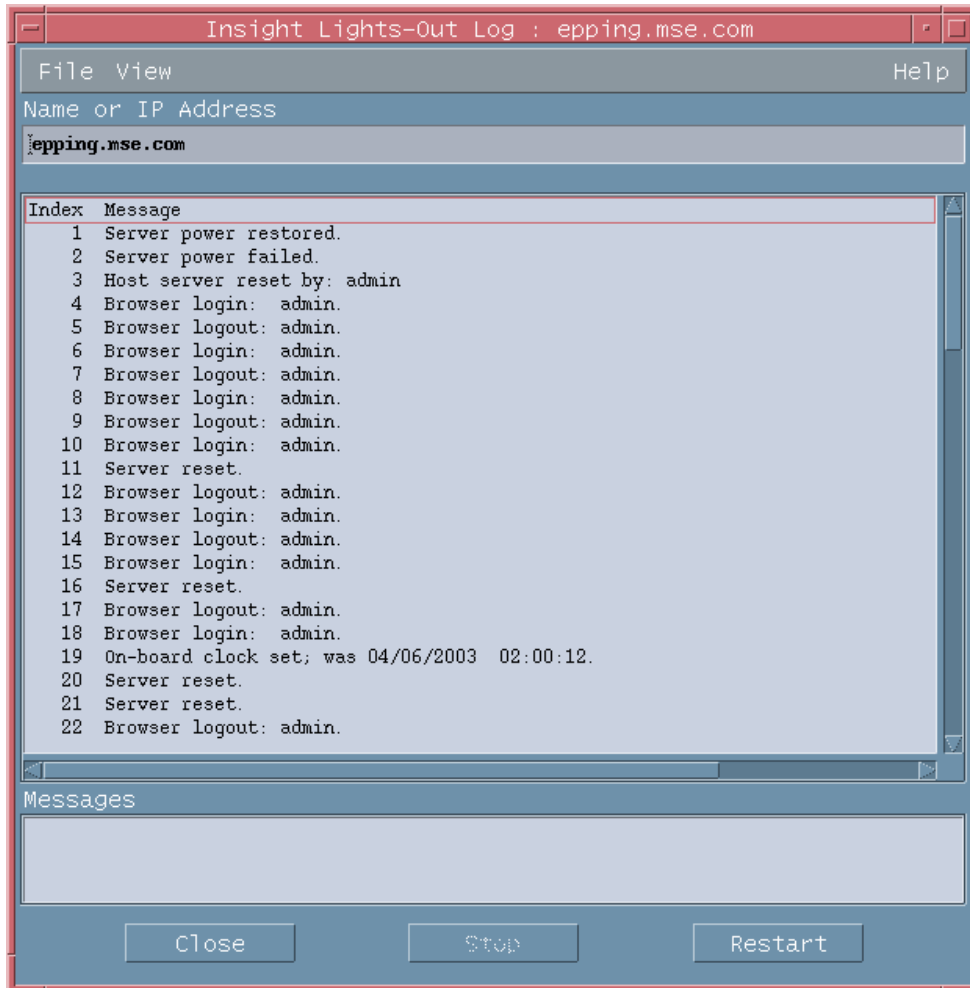 Insight Lights-Out Log : epping.mse.com
File View Help
Name or IP Address
epping.mse.com
Index Message
1 Server power restored.
2 Server power failed.
3 Host server reset by: admin
4 Browser login: admin.
5 Browser logout: admin.
6 Browser login: admin.
7 Browser logout: admin.
8 Browser login: admin.
9 Browser logout: admin.
10 Browser login: admin.
11 Server reset.
12 Browser logout: admin.
13 Browser login: admin.
14 Browser logout: admin.
15 Browser login: admin.
16 Server reset.
17 Browser logout: admin.
18 Browser login: admin.
19 On-board clock set; was 04/06/2003 02:00:12.
20 Server reset.
21 Server reset.
22 Browser logout: admin.
Messages
Close Stop Restart